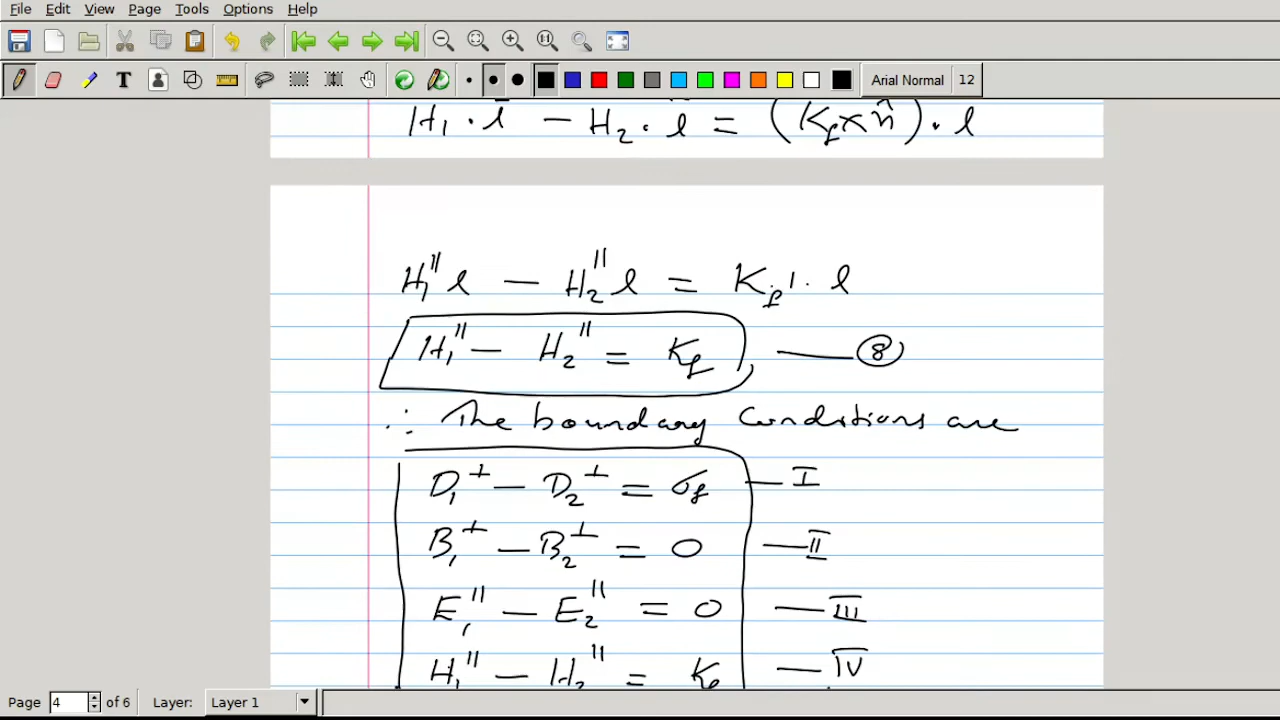 File Edit View Page Tools Options Help
Arial Normal 12
H₁ · l − H₂ · l = (K_f × n̂) · l
H₁'' l − H₂'' l = K_f' · l
H₁'' − H₂'' = K_f, — ⑧
∴ The boundary Conditions are
D₁^⊥ − D₂^⊥ = σ_f — I
B₁^⊥ − B₂^⊥ = 0 — II
E₁'' − E₂'' = 0 — III
H₁'' − H₂'' = K_f — IV
Page 4 of 6 Layer: Layer 1